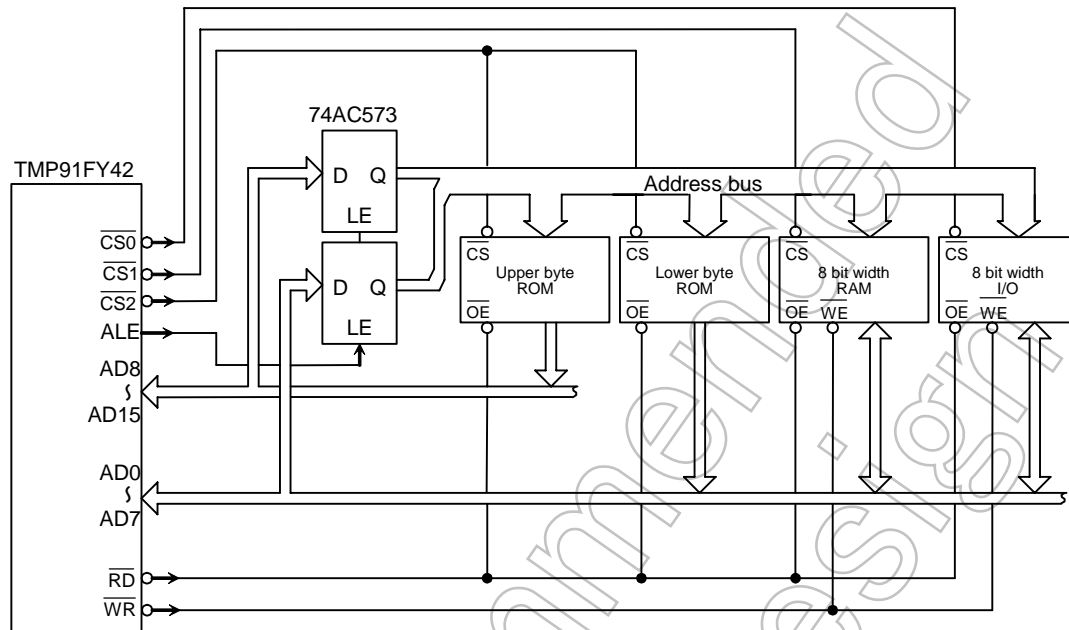 74AC573
TMP91FY42
D Q
LE
D Q
LE
Address bus
CS0
CS1
CS2
ALE
AD8
~
AD15
AD0
~
AD7
RD
WR
CS
Upper byte
ROM
OE
CS
Lower byte
ROM
OE
CS
8 bit width
RAM
OE WE
CS
8 bit width
I/O
OE WE
mmended
esign